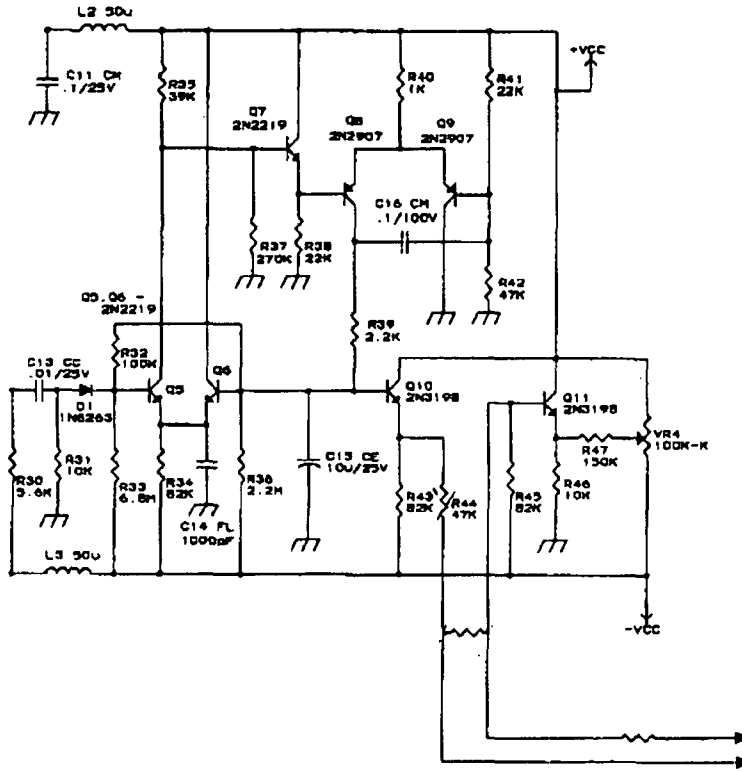 L2 50u
C11 CM
.1/25V
R35
39K
Q7
2N2219
Q8
2N2907
R40
1K
Q9
2N2907
R41
22K
+VCC
C16 CM
.1/100V
R37
270K
R38
22K
R42
47K
Q5,Q6 -
2N2219
R39
2.2K
C13 CC
.01/25V
R32
100K
D1
1N6263
Q5
Q6
Q10
2N3198
Q11
2N3198
VR4
100K-K
R30
5.6K
R31
10K
R33
6.8M
R34
82K
C14 FL
1000pF
R36
2.2M
C15 CE
10U/25V
R43
82K
R44
47K
R45
82K
R47
150K
R46
10K
L3 50u
-VCC